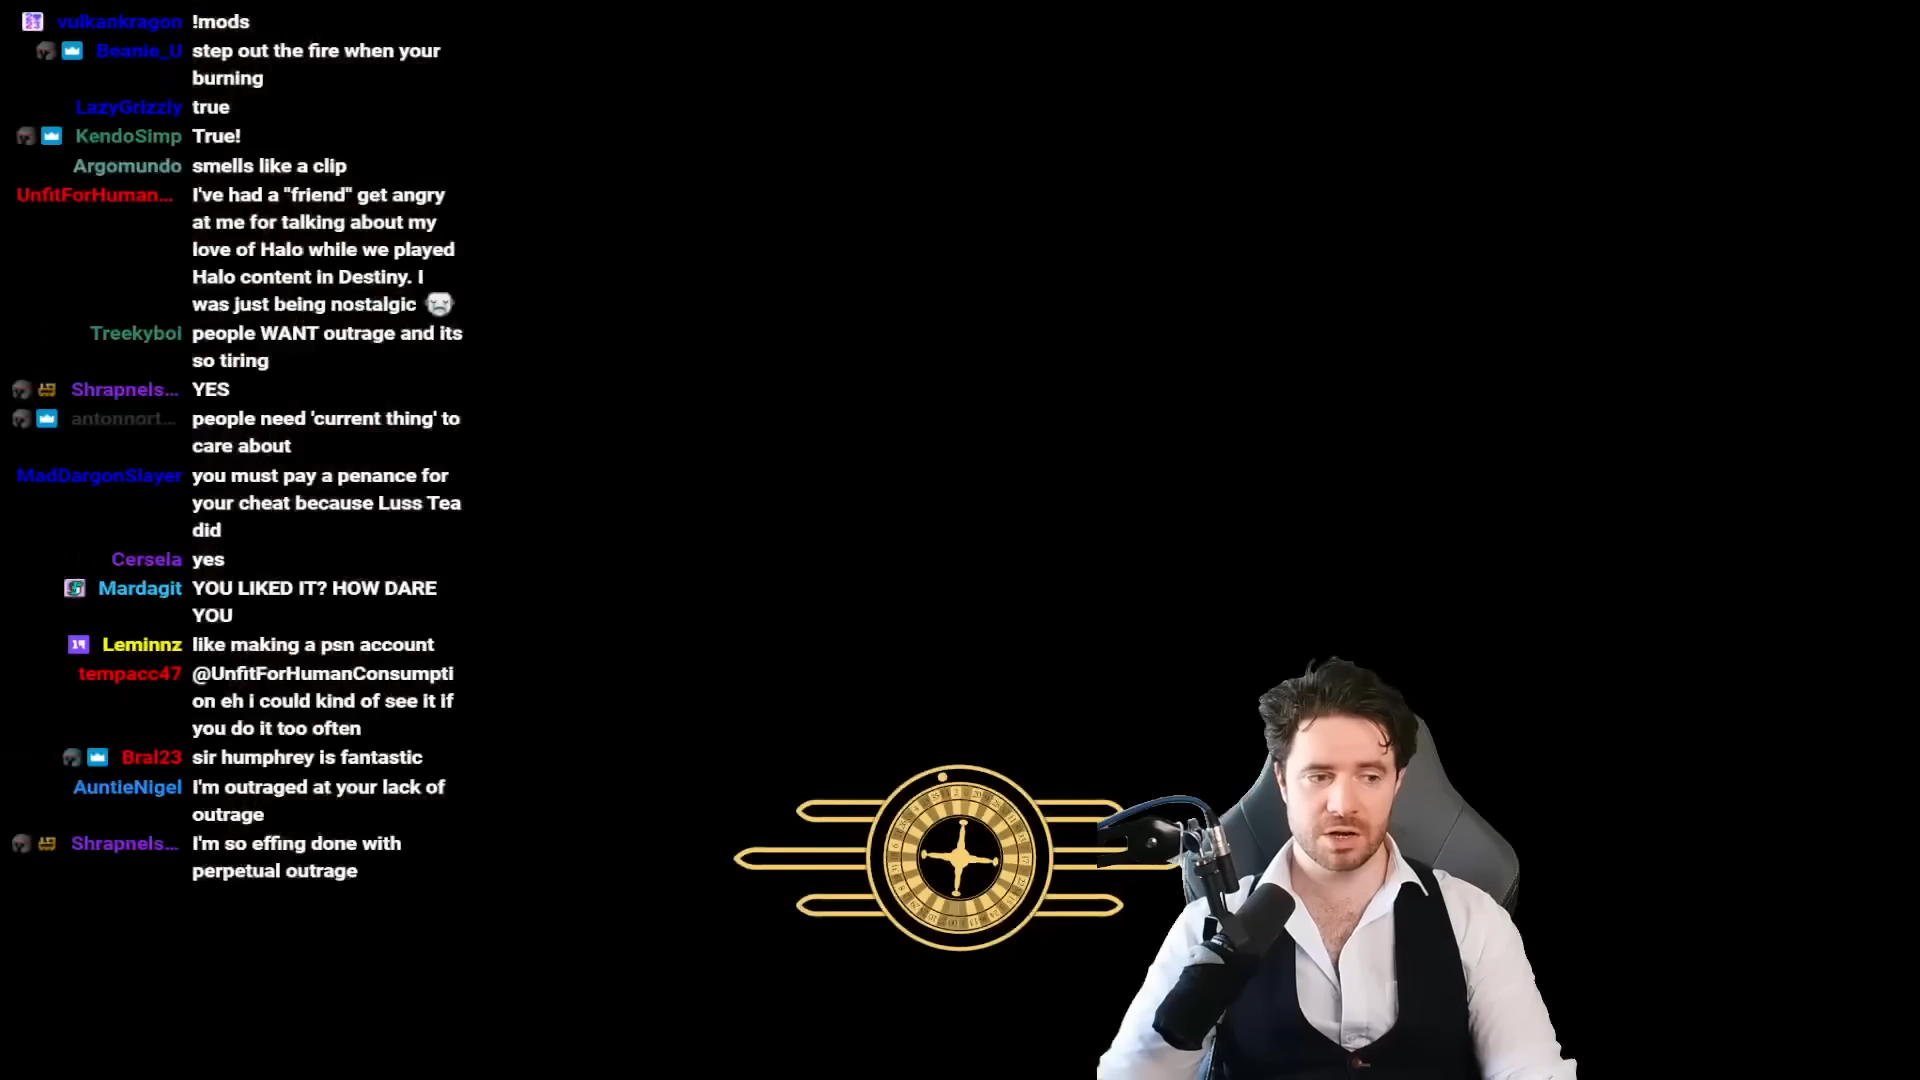 vulkankragon !mods
Beanie_U step out the fire when your
burning
LazyGrizzly true
KendoSimp True!
Argomundo smells like a clip
UnfitForHuman... I've had a "friend" get angry
at me for talking about my
love of Halo while we played
Halo content in Destiny. I
was just being nostalgic
Treekyboi people WANT outrage and its
so tiring
Shrapnels... YES
antonnort... people need 'current thing' to
care about
MadDargonSlayer you must pay a penance for
your cheat because Luss Tea
did
Cersela yes
Mardagit YOU LIKED IT? HOW DARE
YOU
Leminnz like making a psn account
tempacc47 @UnfitForHumanConsumpti
on eh i could kind of see it if
you do it too often
Bral23 sir humphrey is fantastic
AuntieNigel I'm outraged at your lack of
outrage
Shrapnels... I'm so effing done with
perpetual outrage